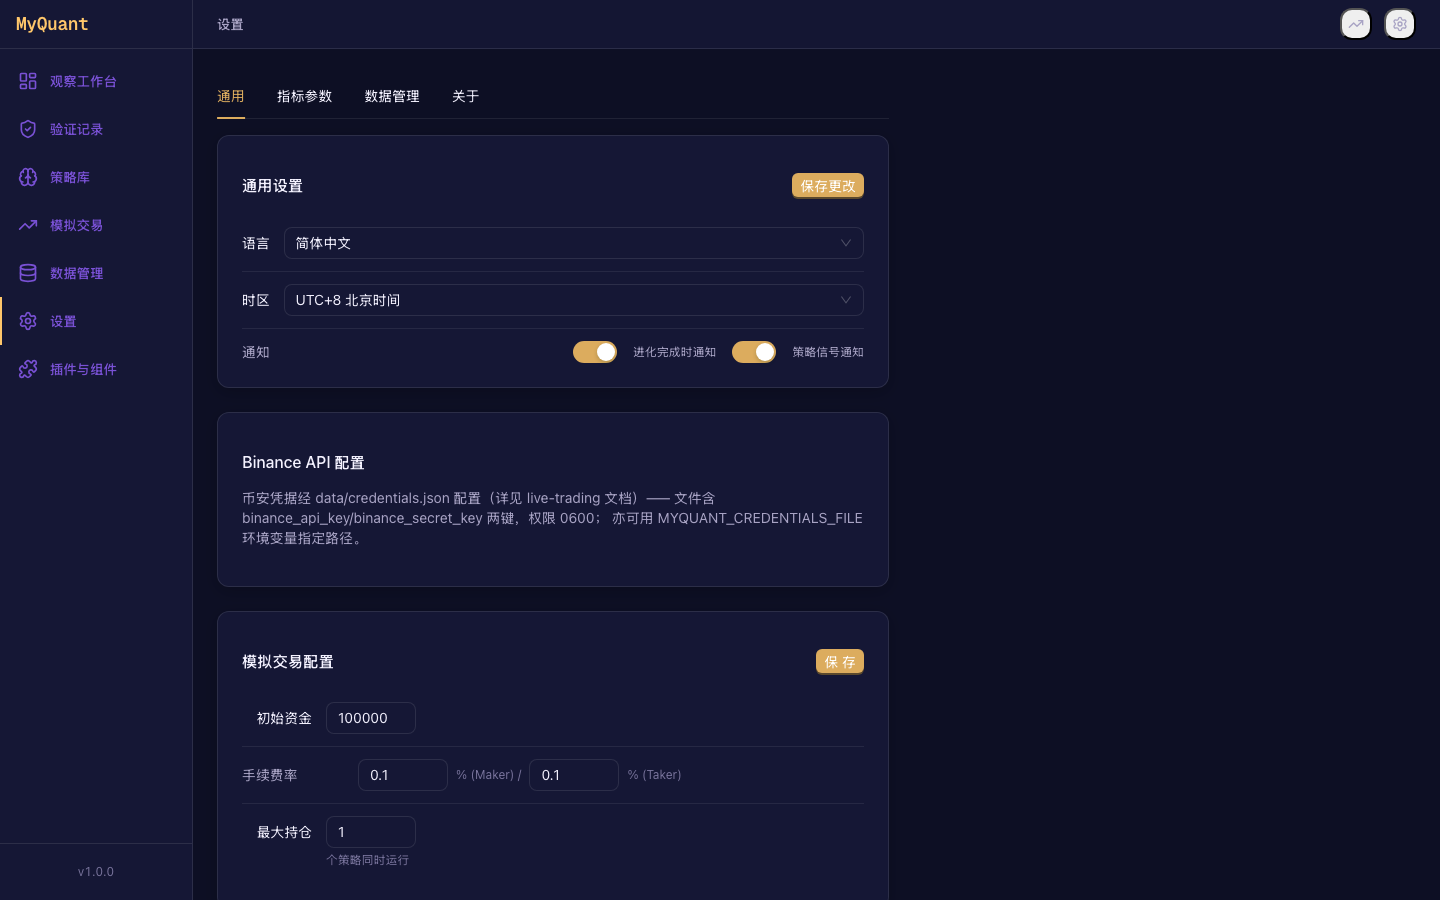 MyQuant
设置
观察工作台
验证记录
策略库
模拟交易
数据管理
设置
插件与组件
v1.0.0
通用 指标参数 数据管理 关于
通用设置 保存更改
语言 简体中文
时区 UTC+8 北京时间
通知 进化完成时通知 策略信号通知
Binance API 配置
币安凭据经 data/credentials.json 配置（详见 live-trading 文档）—— 文件含
binance_api_key/binance_secret_key 两键，权限 0600； 亦可用 MYQUANT_CREDENTIALS_FILE
环境变量指定路径。
模拟交易配置 保 存
初始资金 100000
手续费率 0.1 % (Maker) / 0.1 % (Taker)
最大持仓 1
个策略同时运行